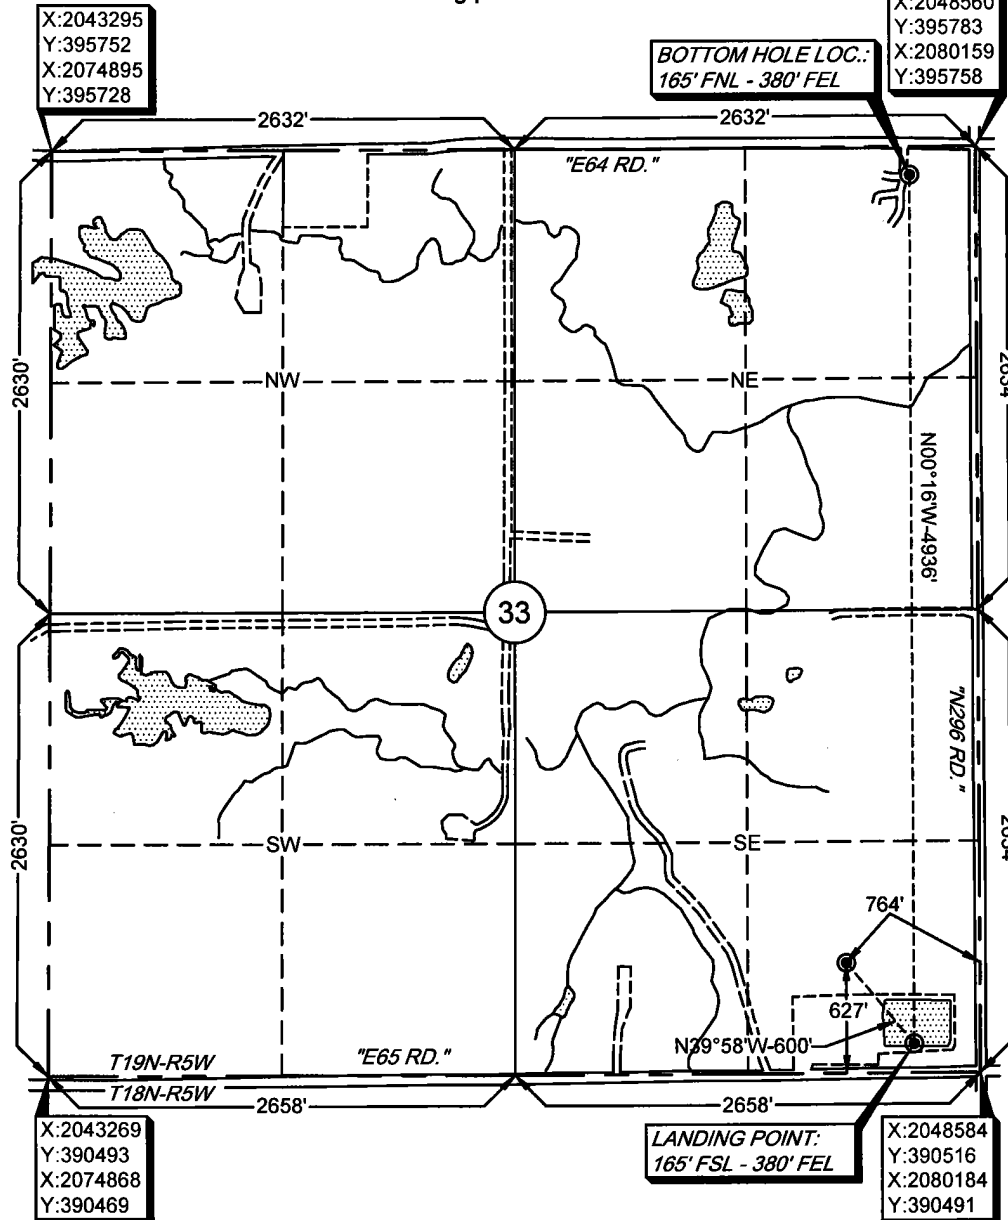 X:2043295
Y:395752
X:2074895
Y:395728
X:2048560
Y:395783
X:2080159
Y:395758
BOTTOM HOLE LOC.:
165' FNL - 380' FEL
2632'
2632'
"E64 RD."
2630'
NW
NE
N00°16'W-4936'
33
"N296 RD."
2630'
SW
SE
764'
627'
N39°58'W-600'
T19N-R5W
"E65 RD."
T18N-R5W
2658'
2658'
X:2043269
Y:390493
X:2074868
Y:390469
LANDING POINT:
165' FSL - 380' FEL
X:2048584
Y:390516
X:2080184
Y:390491